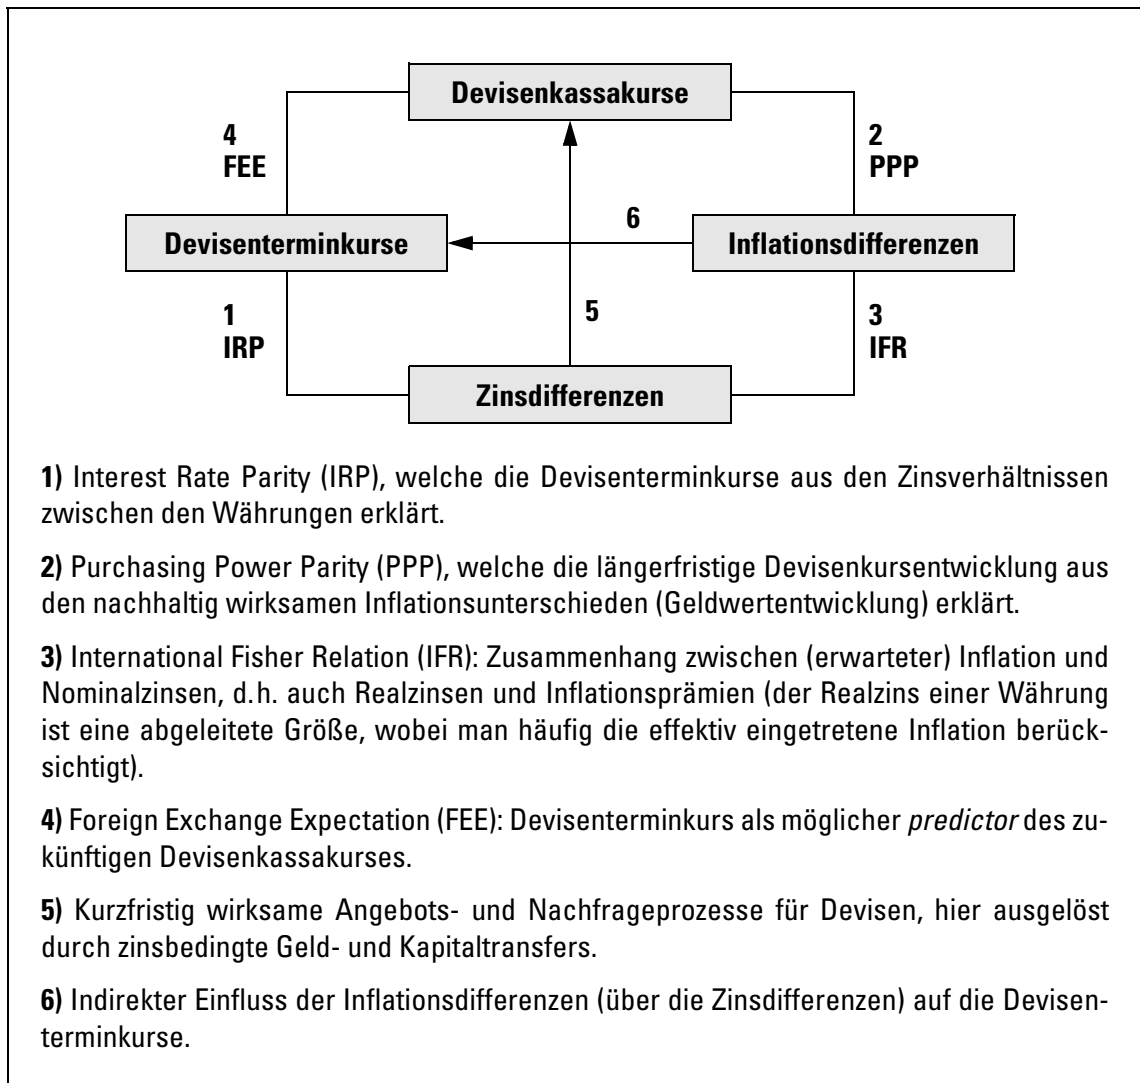 Devisenkassakurse
4
FEE
2
PPP
Devisenterminkurse
6
Inflationsdifferenzen
1
IRP
5
3
IFR
Zinsdifferenzen
1) Interest Rate Parity (IRP), welche die Devisenterminkurse aus den Zinsverhältnissen
zwischen den Währungen erklärt.
2) Purchasing Power Parity (PPP), welche die längerfristige Devisenkursentwicklung aus
den nachhaltig wirksamen Inflationsunterschieden (Geldwertentwicklung) erklärt.
3) International Fisher Relation (IFR): Zusammenhang zwischen (erwarteter) Inflation und
Nominalzinsen, d.h. auch Realzinsen und Inflationsprämien (der Realzins einer Währung
ist eine abgeleitete Größe, wobei man häufig die effektiv eingetretene Inflation berück-
sichtigt).
4) Foreign Exchange Expectation (FEE): Devisenterminkurs als möglicher predictor des zu-
künftigen Devisenkassakurses.
5) Kurzfristig wirksame Angebots- und Nachfrageprozesse für Devisen, hier ausgelöst
durch zinsbedingte Geld- und Kapitaltransfers.
6) Indirekter Einfluss der Inflationsdifferenzen (über die Zinsdifferenzen) auf die Devisen-
terminkurse.